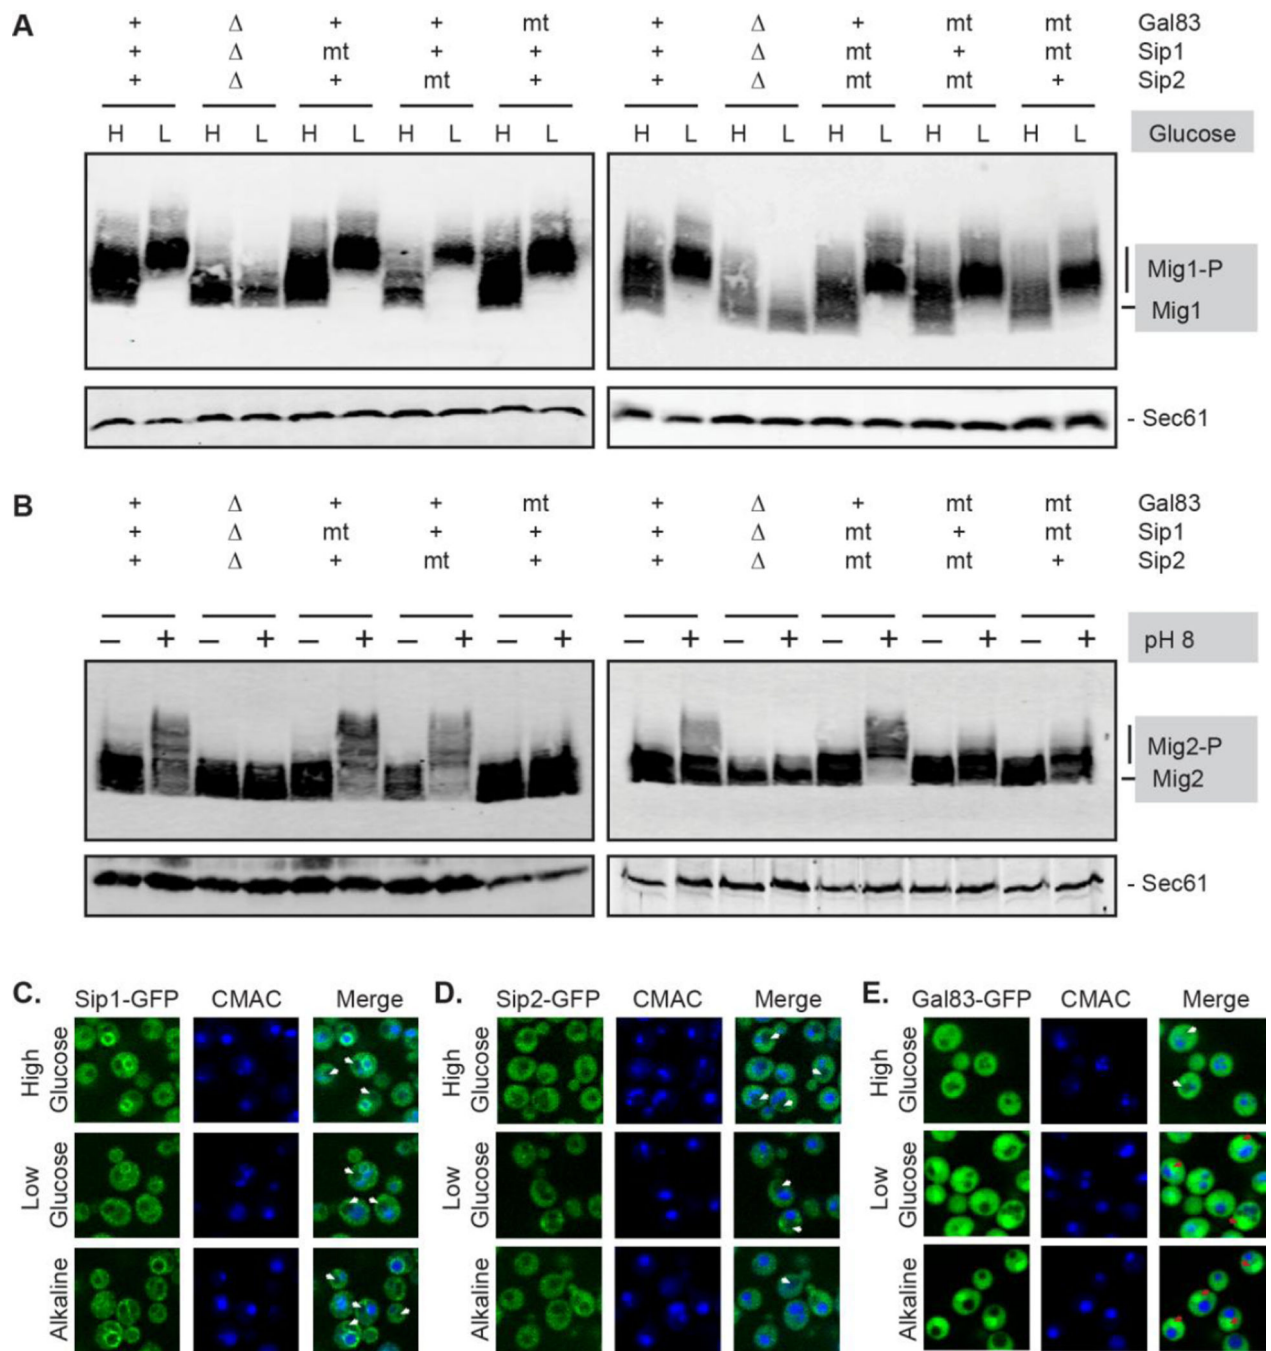 A + Δ + + mt + Δ + mt mt Gal83
+ Δ mt + + + Δ mt + mt Sip1
+ Δ + mt + + Δ mt mt + Sip2
H L H L H L H L H L H L H L H L H L H L Glucose
Mig1-P
Mig1
- Sec61
B + Δ + + mt + Δ + mt mt Gal83
+ Δ mt + + + Δ mt + mt Sip1
+ Δ + mt + + Δ mt mt + Sip2
– + – + – + – + – + – + – + – + – + – + pH 8
Mig2-P
Mig2
- Sec61
C. Sip1-GFP CMAC Merge D. Sip2-GFP CMAC Merge E. Gal83-GFP CMAC Merge
High Glucose High Glucose High Glucose
Low Glucose Low Glucose Low Glucose
Alkaline Alkaline Alkaline